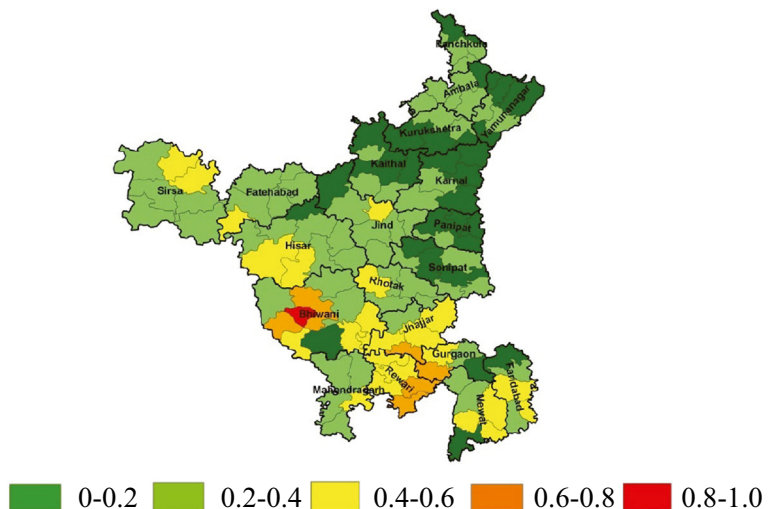 Panchkula
Ambala
Yamunanagar
Kurukshetra
Kaithal
Karnal
Sirsa
Fatehabad
Jind
Panipat
Hisar
Sonipat
Rhotak
Bhiwani
Jhajjar
Gurgaon
Rewari
Mahendragarh
Faridabad
Mewat
0-0.2 0.2-0.4 0.4-0.6 0.6-0.8 0.8-1.0